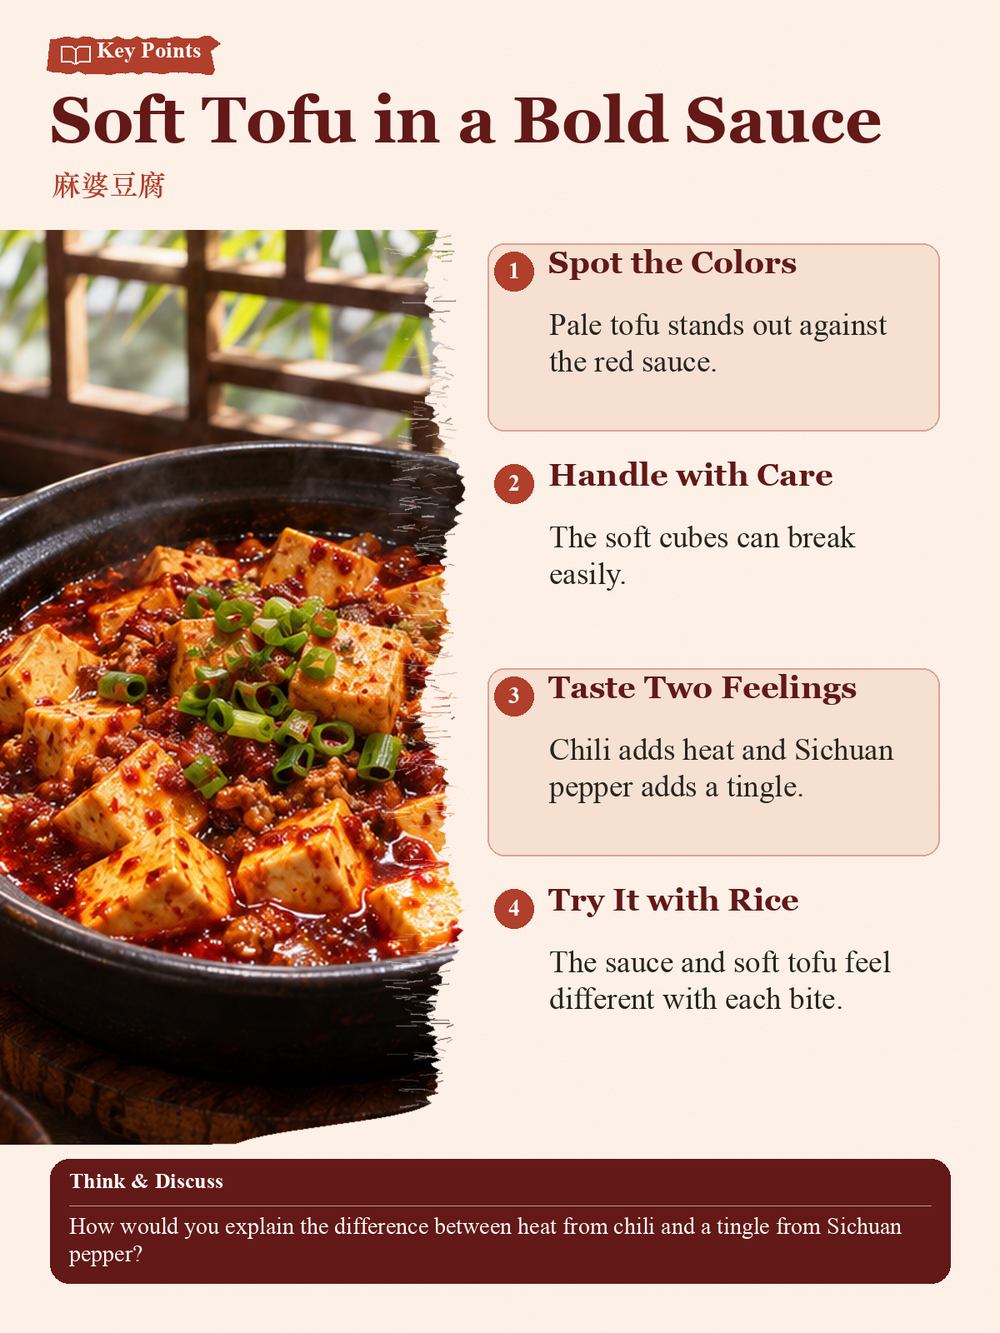 Key Points
Soft Tofu in a Bold Sauce
麻婆豆腐
1 Spot the Colors
Pale tofu stands out against
the red sauce.
2 Handle with Care
The soft cubes can break
easily.
3 Taste Two Feelings
Chili adds heat and Sichuan
pepper adds a tingle.
4 Try It with Rice
The sauce and soft tofu feel
different with each bite.
Think & Discuss
How would you explain the difference between heat from chili and a tingle from Sichuan
pepper?